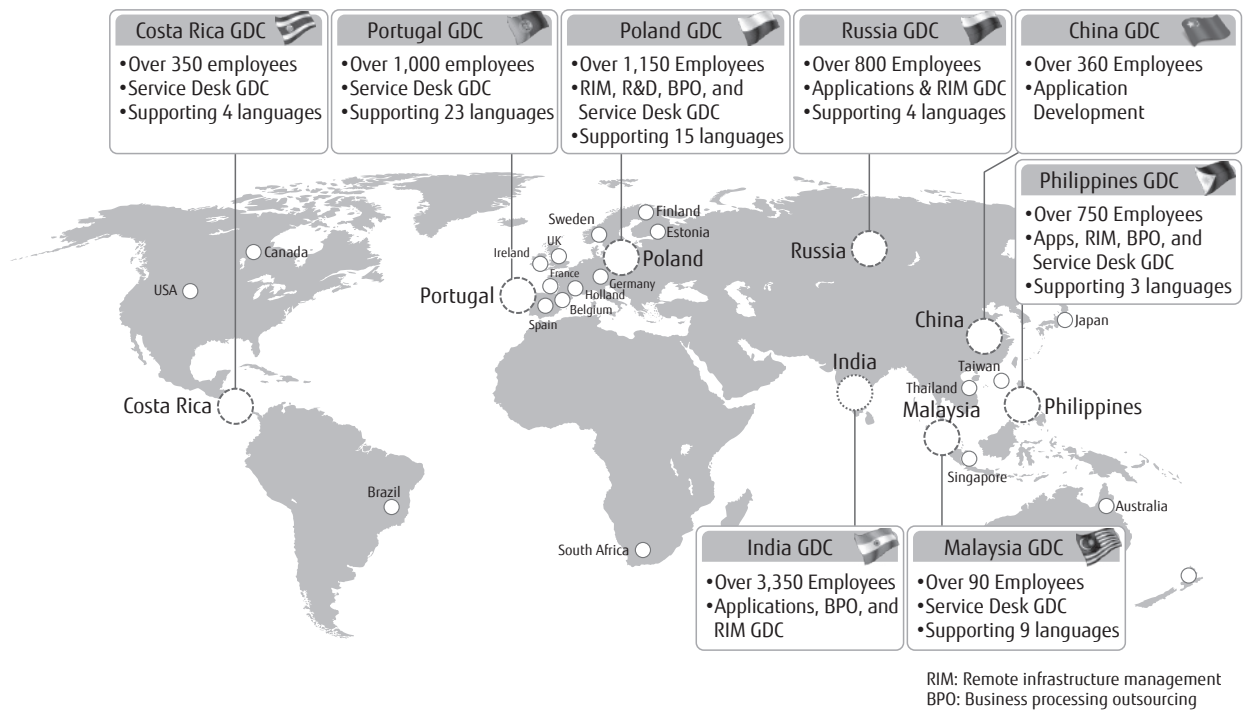 Costa Rica GDC
•Over 350 employees
•Service Desk GDC
•Supporting 4 languages
Portugal GDC
•Over 1,000 employees
•Service Desk GDC
•Supporting 23 languages
Poland GDC
•Over 1,150 Employees
•RIM, R&D, BPO, and
Service Desk GDC
•Supporting 15 languages
Russia GDC
•Over 800 Employees
•Applications & RIM GDC
•Supporting 4 languages
China GDC
•Over 360 Employees
•Application
Development
Philippines GDC
•Over 750 Employees
•Apps, RIM, BPO, and
Service Desk GDC
•Supporting 3 languages
Canada
USA
Costa Rica
Brazil
Sweden
Finland
Estonia
UK
Ireland
Poland
France
Germany
Holland
Portugal
Belgium
Spain
South Africa
Russia
China
Japan
India
Taiwan
Thailand
Malaysia
Philippines
Singapore
Australia
India GDC
•Over 3,350 Employees
•Applications, BPO, and
RIM GDC
Malaysia GDC
•Over 90 Employees
•Service Desk GDC
•Supporting 9 languages
RIM: Remote infrastructure management
BPO: Business processing outsourcing